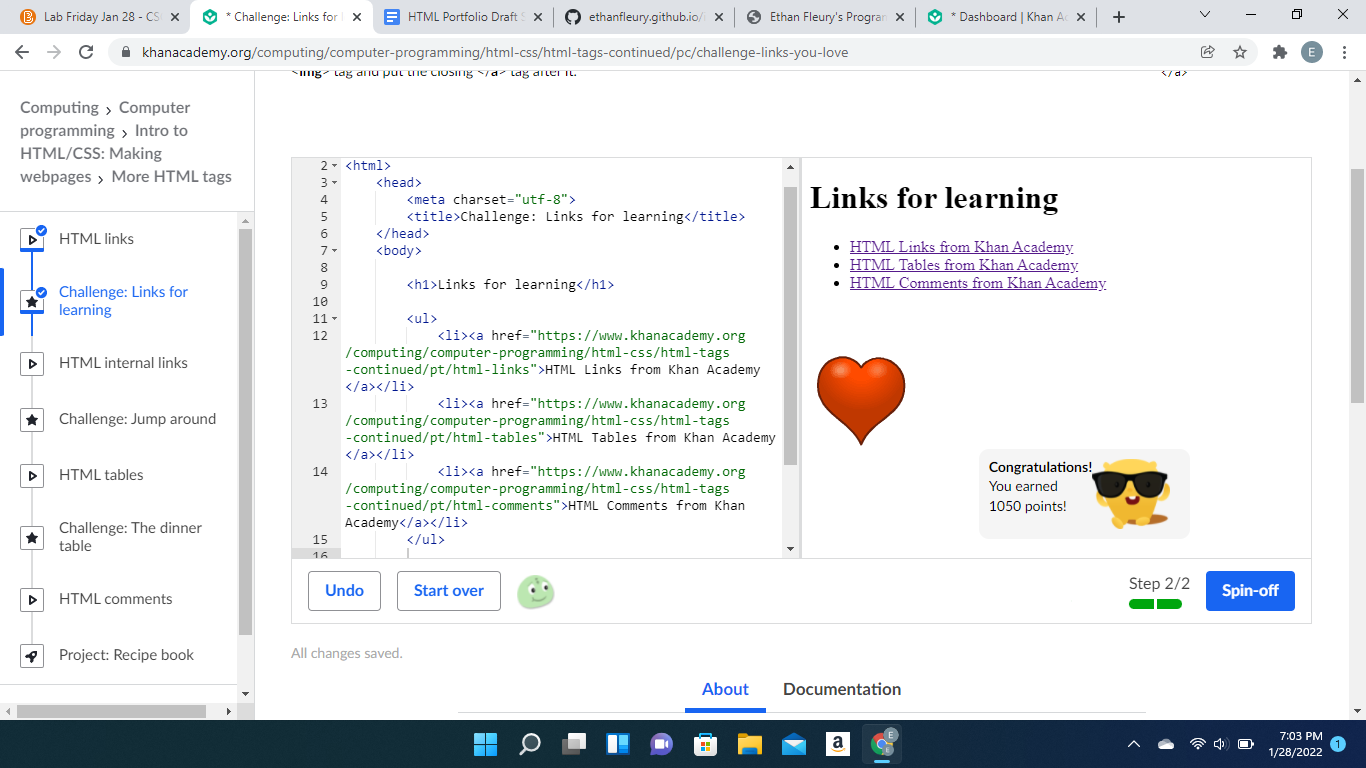 Lab Friday Jan 28 - CS
* Challenge: Links for l
HTML Portfolio Draft S
ethanfleury.github.io/
Ethan Fleury's Program
* Dashboard | Khan Ac
khanacademy.org/computing/computer-programming/html-css/html-tags-continued/pc/challenge-links-you-love
E
<img> tag and put the closing </a> tag after it.
</a>
Computing > Computer
programming > Intro to
HTML/CSS: Making
webpages > More HTML tags
HTML links
Challenge: Links for
learning
HTML internal links
Challenge: Jump around
HTML tables
Challenge: The dinner
table
HTML comments
Project: Recipe book
2 <html>
3 <head>
4 <meta charset="utf-8">
5 <title>Challenge: Links for learning</title>
6 </head>
7 <body>
8
9 <h1>Links for learning</h1>
10
11 <ul>
12 <li><a href="https://www.khanacademy.org
/computing/computer-programming/html-css/html-tags
-continued/pt/html-links">HTML Links from Khan Academy
</a></li>
13 <li><a href="https://www.khanacademy.org
/computing/computer-programming/html-css/html-tags
-continued/pt/html-tables">HTML Tables from Khan Academy
</a></li>
14 <li><a href="https://www.khanacademy.org
/computing/computer-programming/html-css/html-tags
-continued/pt/html-comments">HTML Comments from Khan
Academy</a></li>
15 </ul>
16
Links for learning
HTML Links from Khan Academy
HTML Tables from Khan Academy
HTML Comments from Khan Academy
Congratulations!
You earned
1050 points!
Undo
Start over
Step 2/2
Spin-off
All changes saved.
About
Documentation
a
E
E
7:03 PM
1/28/2022
1